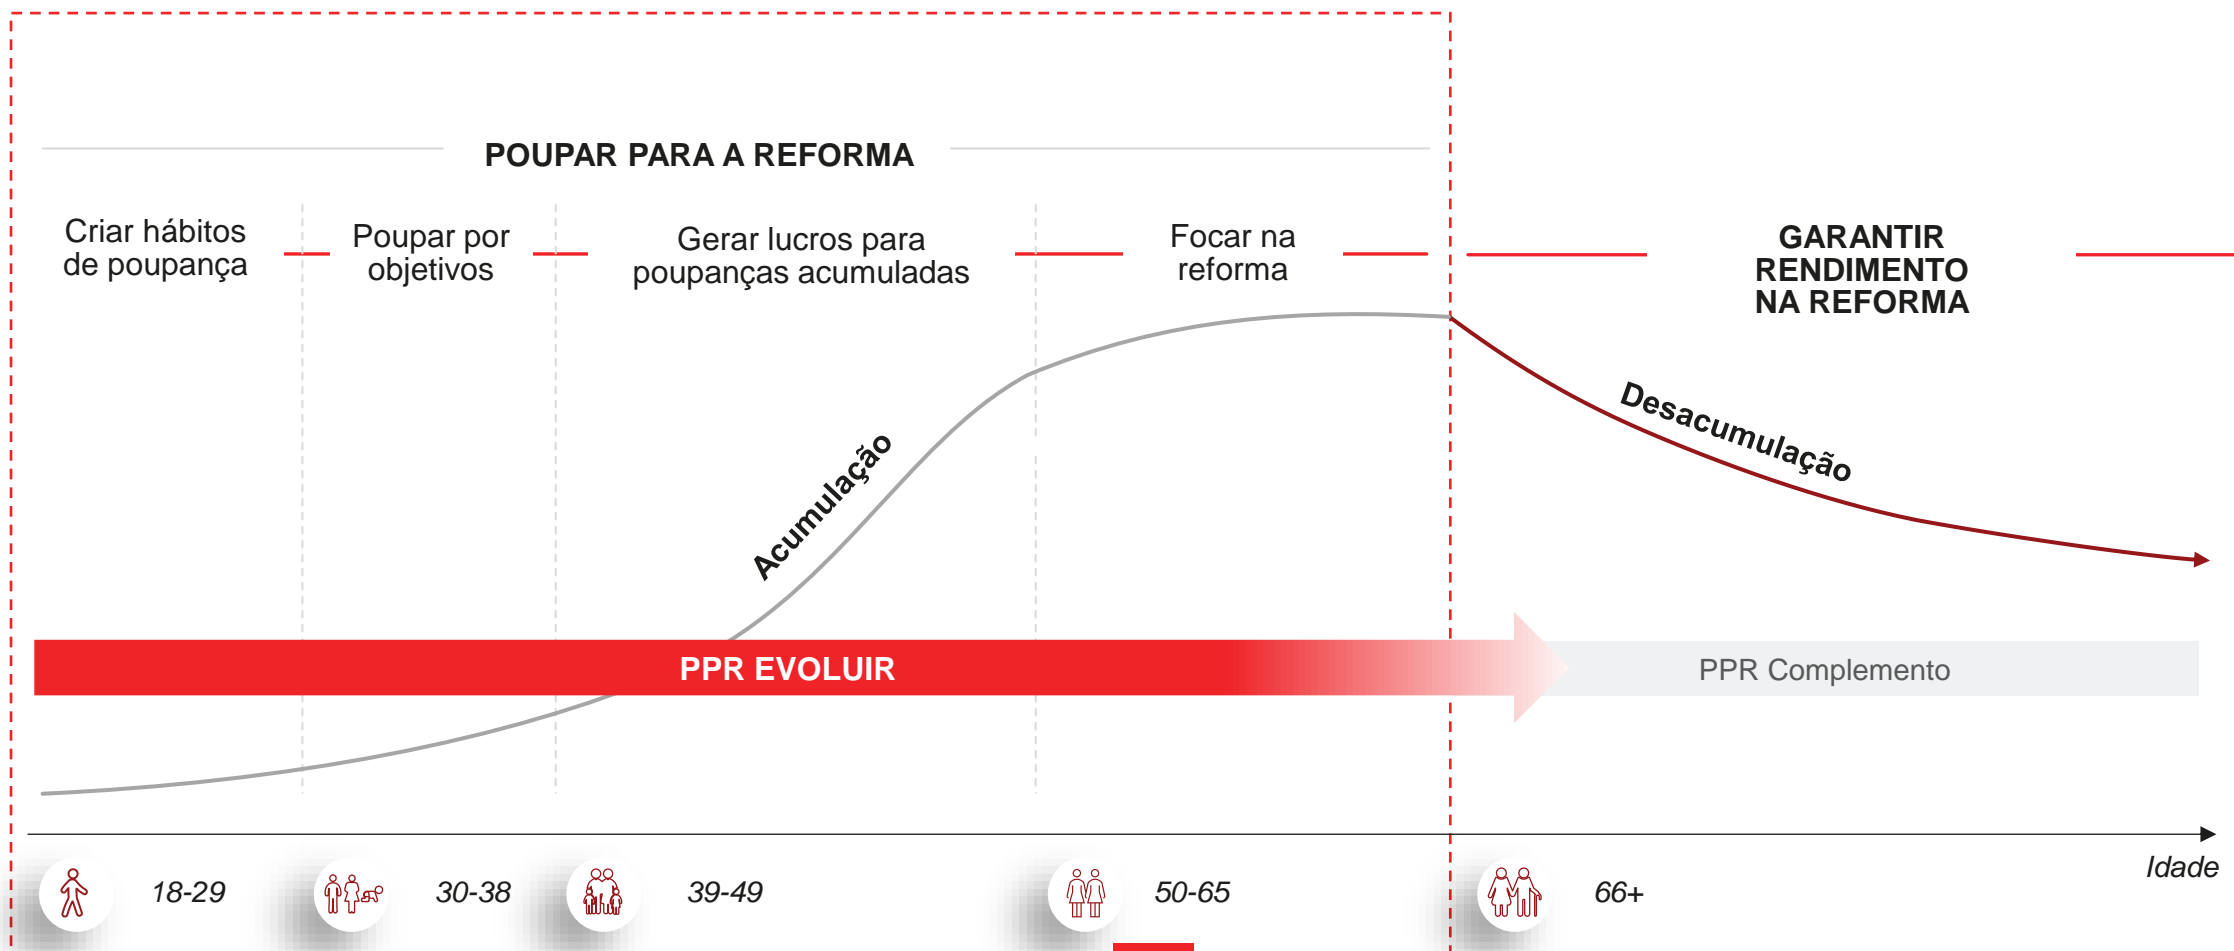 POUPAR PARA A REFORMA
Criar hábitos
de poupança
Poupar por
objetivos
Gerar lucros para
poupanças acumuladas
Focar na
reforma
GARANTIR
RENDIMENTO
NA REFORMA
Acumulação
Desacumulação
PPR EVOLUIR
PPR Complemento
Idade
18-29
30-38
39-49
50-65
66+